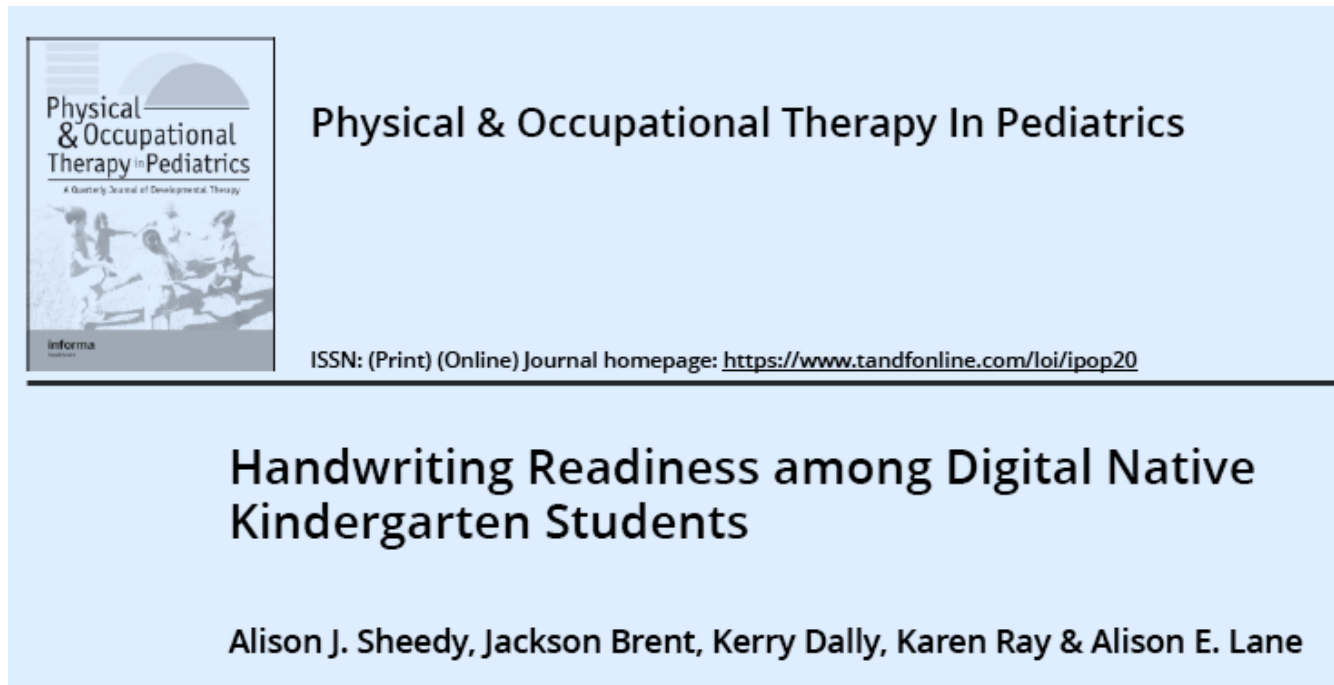 Physical
& Occupational
Therapy in Pediatrics
A Quarterly Journal of Developmental Therapy
informa
healthcare
Physical & Occupational Therapy In Pediatrics
ISSN: (Print) (Online) Journal homepage: https://www.tandfonline.com/loi/ipop20
Handwriting Readiness among Digital Native
Kindergarten Students
Alison J. Sheedy, Jackson Brent, Kerry Dally, Karen Ray & Alison E. Lane